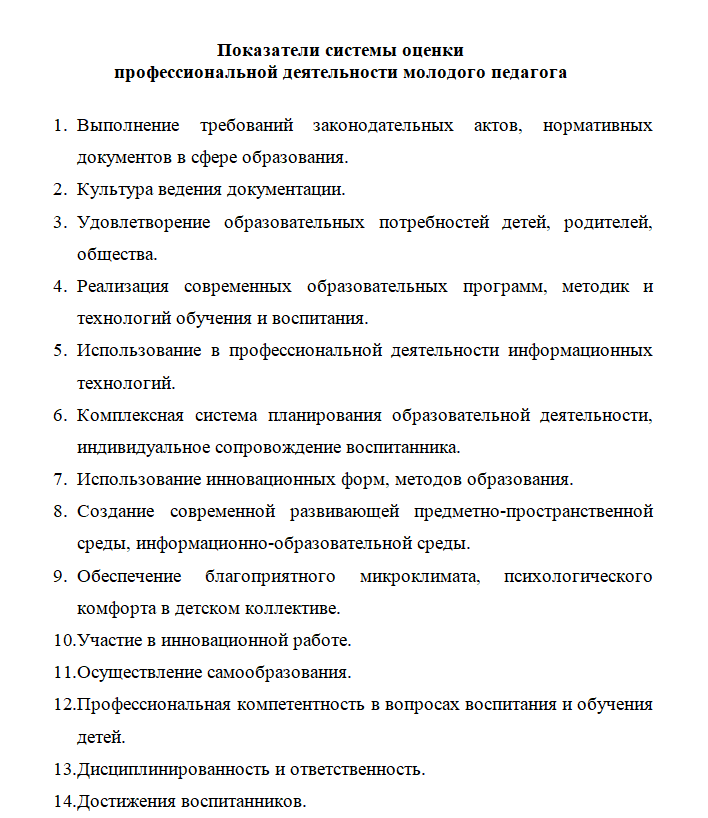 Показатели системы оценки
профессиональной деятельности молодого педагога
1. Выполнение требований законодательных актов, нормативных
документов в сфере образования.
2. Культура ведения документации.
3. Удовлетворение образовательных потребностей детей, родителей,
общества.
4. Реализация современных образовательных программ, методик и
технологий обучения и воспитания.
5. Использование в профессиональной деятельности информационных
технологий.
6. Комплексная система планирования образовательной деятельности,
индивидуальное сопровождение воспитанника.
7. Использование инновационных форм, методов образования.
8. Создание современной развивающей предметно-пространственной
среды, информационно-образовательной среды.
9. Обеспечение благоприятного микроклимата, психологического
комфорта в детском коллективе.
10.Участие в инновационной работе.
11.Осуществление самообразования.
12.Профессиональная компетентность в вопросах воспитания и обучения
детей.
13.Дисциплинированность и ответственность.
14.Достижения воспитанников.